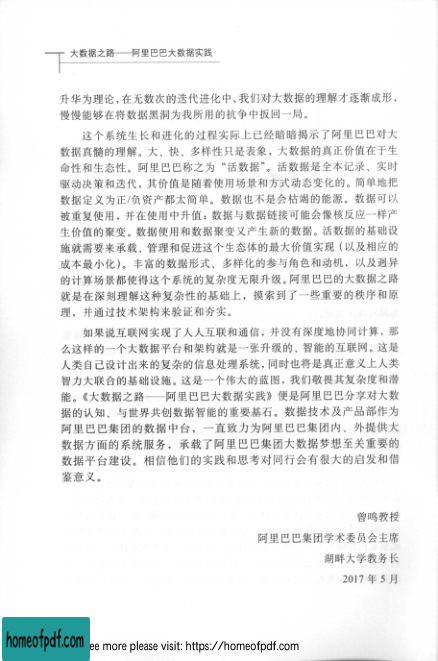 大数据之路——阿里巴巴大数据实践
升华为理论，在无数次的迭代进化中，我们对大数据的理解才逐渐成形，
慢慢能够在将数据黑洞为我所用的抗争中扳回一局。
这个系统生长和进化的过程实际上已经暗暗揭示了阿里巴巴对大
数据真髓的理解。大、快、多样性只是表象，大数据的真正价值在于生
命性和生态性。阿里巴巴称之为“活数据”。活数据是全本记录、实时
驱动决策和迭代，其价值是随着使用场景和方式动态变化的。简单地把
数据定义为正/负资产都太简单。数据也不是会枯竭的能源。数据可以
被重复使用，并在使用中升值；数据与数据链接可能会像核反应一样产
生价值的聚变。数据使用和数据聚变又产生新的数据。活数据的基础设
施就需要来承载、管理和促进这个生态体的最大价值实现（以及相应的
成本最小化）。丰富的数据形式、多样化的参与角色和动机，以及迥异
的计算场景都使得这个系统的复杂度无限升级。阿里巴巴的大数据之路
就是在深刻理解这种复杂性的基础上，摸索到了一些重要的秩序和原
理，并通过技术架构来验证和夯实。
如果说互联网实现了人人互联和通信，并没有深度地协同计算，那
么这样的一个大数据平台和架构就是一张升级的、智能的互联网。这是
人类自己设计出来的复杂的信息处理系统，同时也将是真正意义上人类
智力大联合的基础设施。这是一个伟大的蓝图，我们敬畏其复杂度和潜
能。《大数据之路——阿里巴巴大数据实践》便是阿里巴巴分享对大数
据的认知、与世界共创数据智能的重要基石。数据技术及产品部作为
阿里巴巴集团的数据中台，一直致力为阿里巴巴集团内、外提供大
数据方面的系统服务，承载了阿里巴巴集团大数据梦想至关重要的
数据平台建设。相信他们的实践和思考对同行会有很大的启发和借
鉴意义。
曾鸣教授
阿里巴巴集团学术委员会主席
湖畔大学教务长
2017 年 5 月
homeofpdf.com
ee more please visit: https://homeofpdf.com